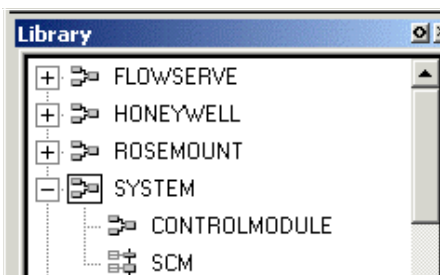 Library
FLOWSERVE
HONEYWELL
ROSEMOUNT
SYSTEM
CONTROLMODULE
SCM